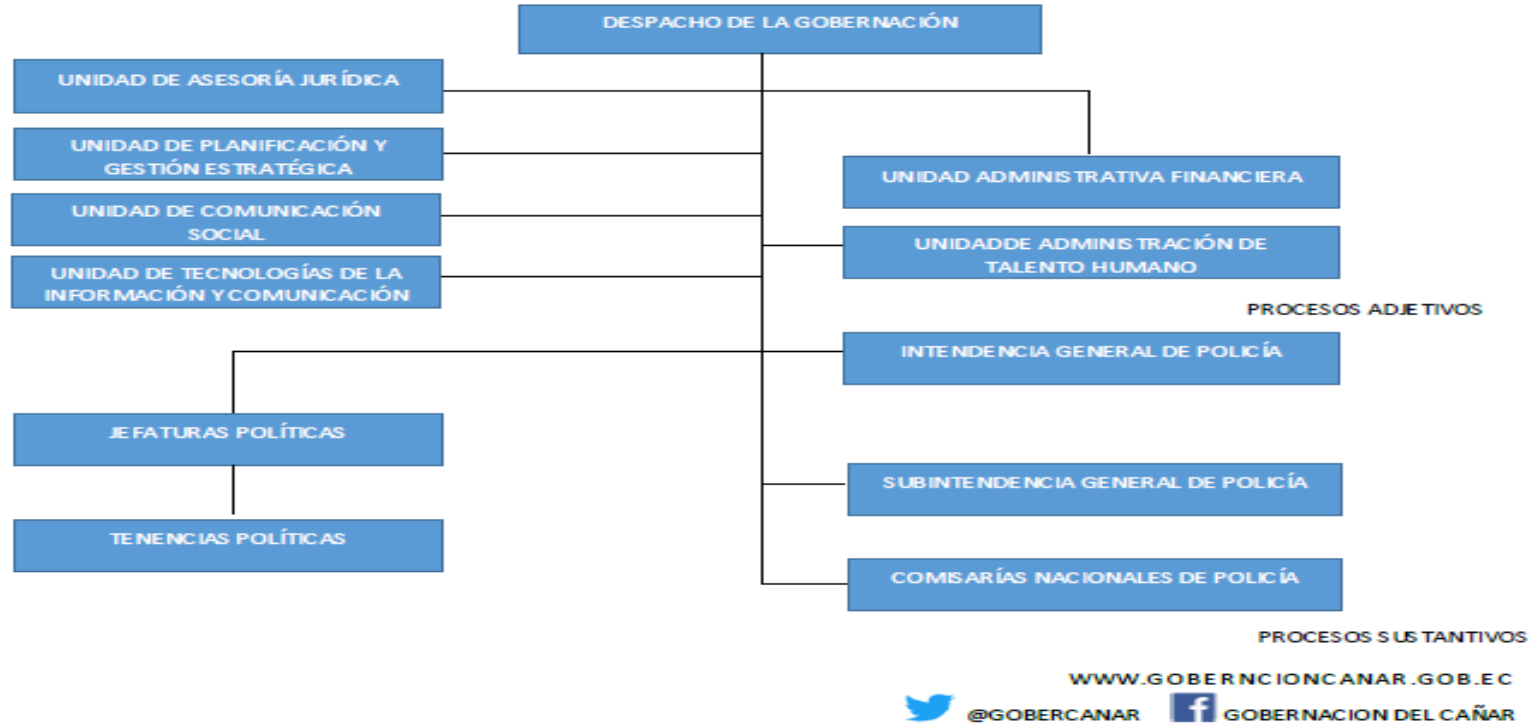 DESPACHO DE LA GOBERNACIÓN
UNIDAD DE ASESORÍA JURÍDICA
UNIDAD DE PLANIFICACIÓN Y
GESTIÓN ESTRATÉGICA
UNIDAD DE COMUNICACIÓN
SOCIAL
UNIDAD DE TECNOLOGÍAS DE LA
INFORMACIÓN Y COMUNICACIÓN
UNIDAD ADMINISTRATIVA FINANCIERA
UNIDADDE ADMINISTRACIÓN DE
TALENTO HUMANO
PROCESOS ADJETIVOS
INTENDENCIA GENERAL DE POLICÍA
JEFATURAS POLÍTICAS
SUBINTENDENCIA GENERAL DE POLICÍA
TENENCIAS POLÍTICAS
COMISARÍAS NACIONALES DE POLICÍA
PROCESOS SUSTANTIVOS
WWW.GOBERNCIONCANAR.GOB.EC
@GOBERCANAR f GOBERNACION DEL CAÑAR